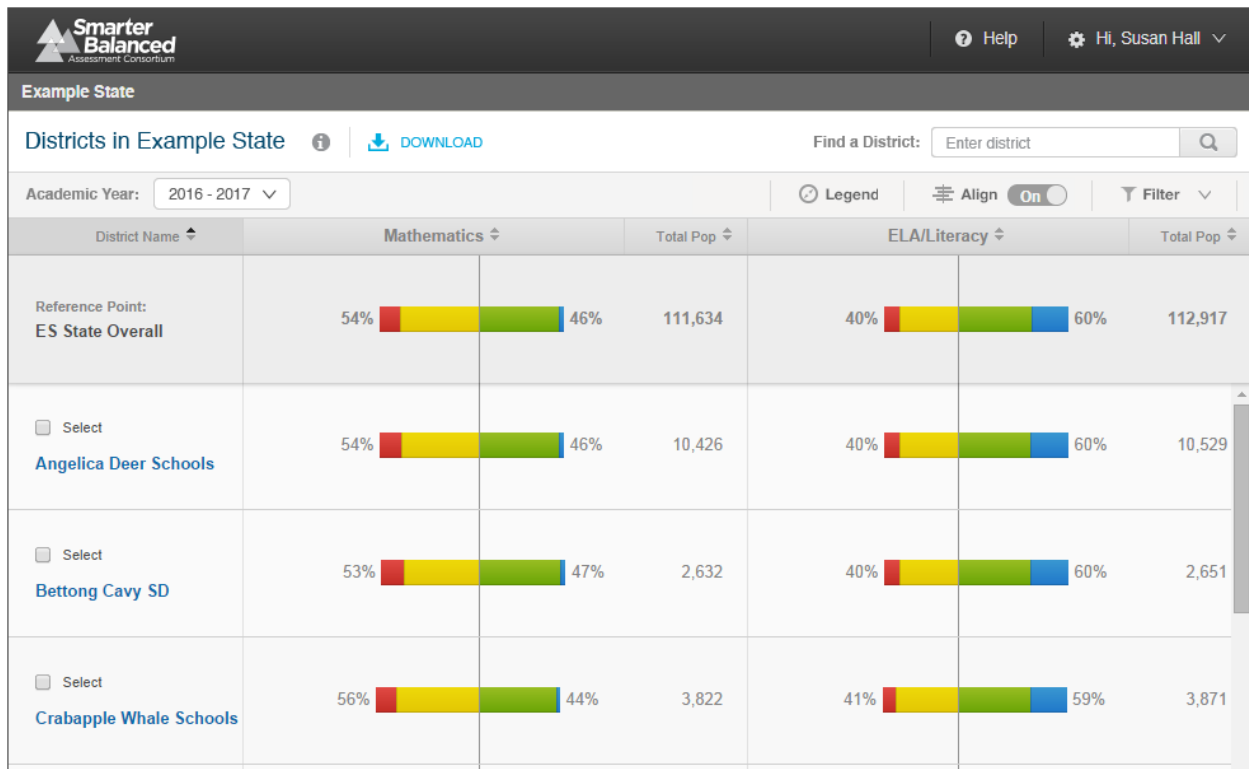 Smarter
Balanced
Assessment Consortium
Help
Hi, Susan Hall
Example State
Districts in Example State
DOWNLOAD
Find a District:
Enter district
Academic Year:
2016 - 2017
Legend
Align
On
Filter
District Name
Mathematics
Total Pop
ELA/Literacy
Total Pop
Reference Point:
ES State Overall
54%
46%
111,634
40%
60%
112,917
Select
Angelica Deer Schools
54%
46%
10,426
40%
60%
10,529
Select
Bettong Cavy SD
53%
47%
2,632
40%
60%
2,651
Select
Crabapple Whale Schools
56%
44%
3,822
41%
59%
3,871